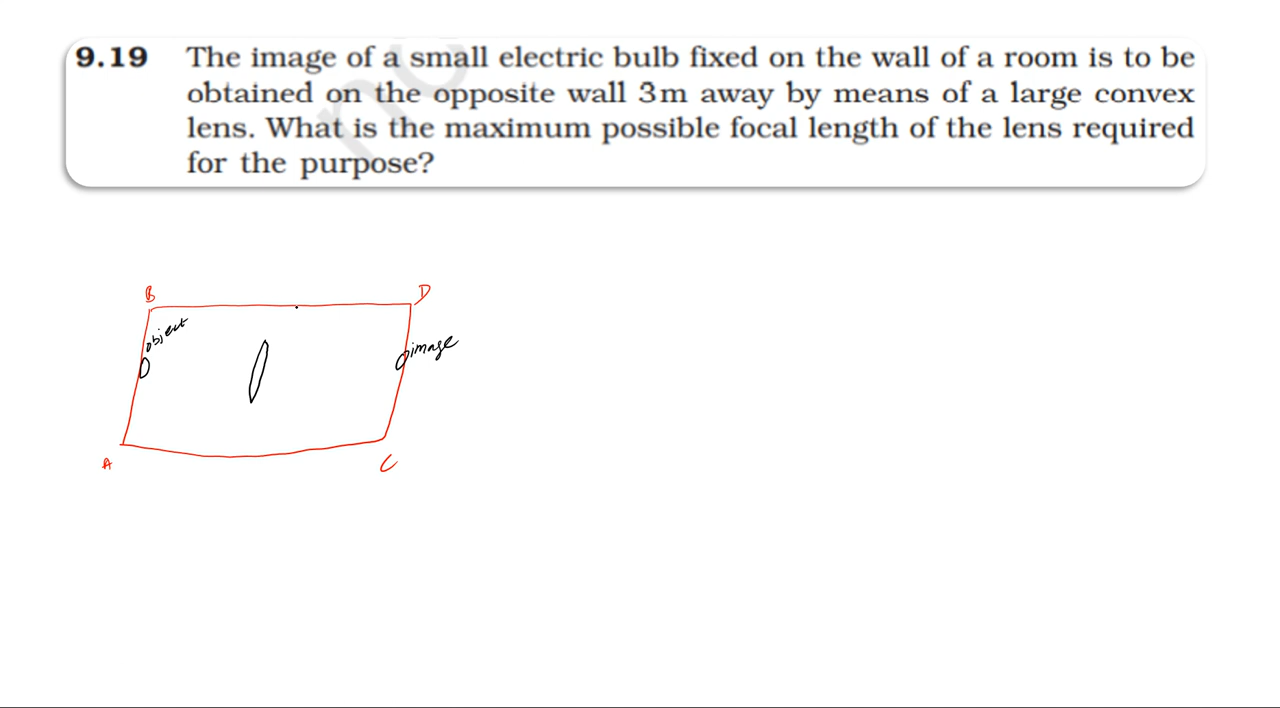 9.19 The image of a small electric bulb fixed on the wall of a room is to be
obtained on the opposite wall 3m away by means of a large convex
lens. What is the maximum possible focal length of the lens required
for the purpose?
B
D
object
image
A
C